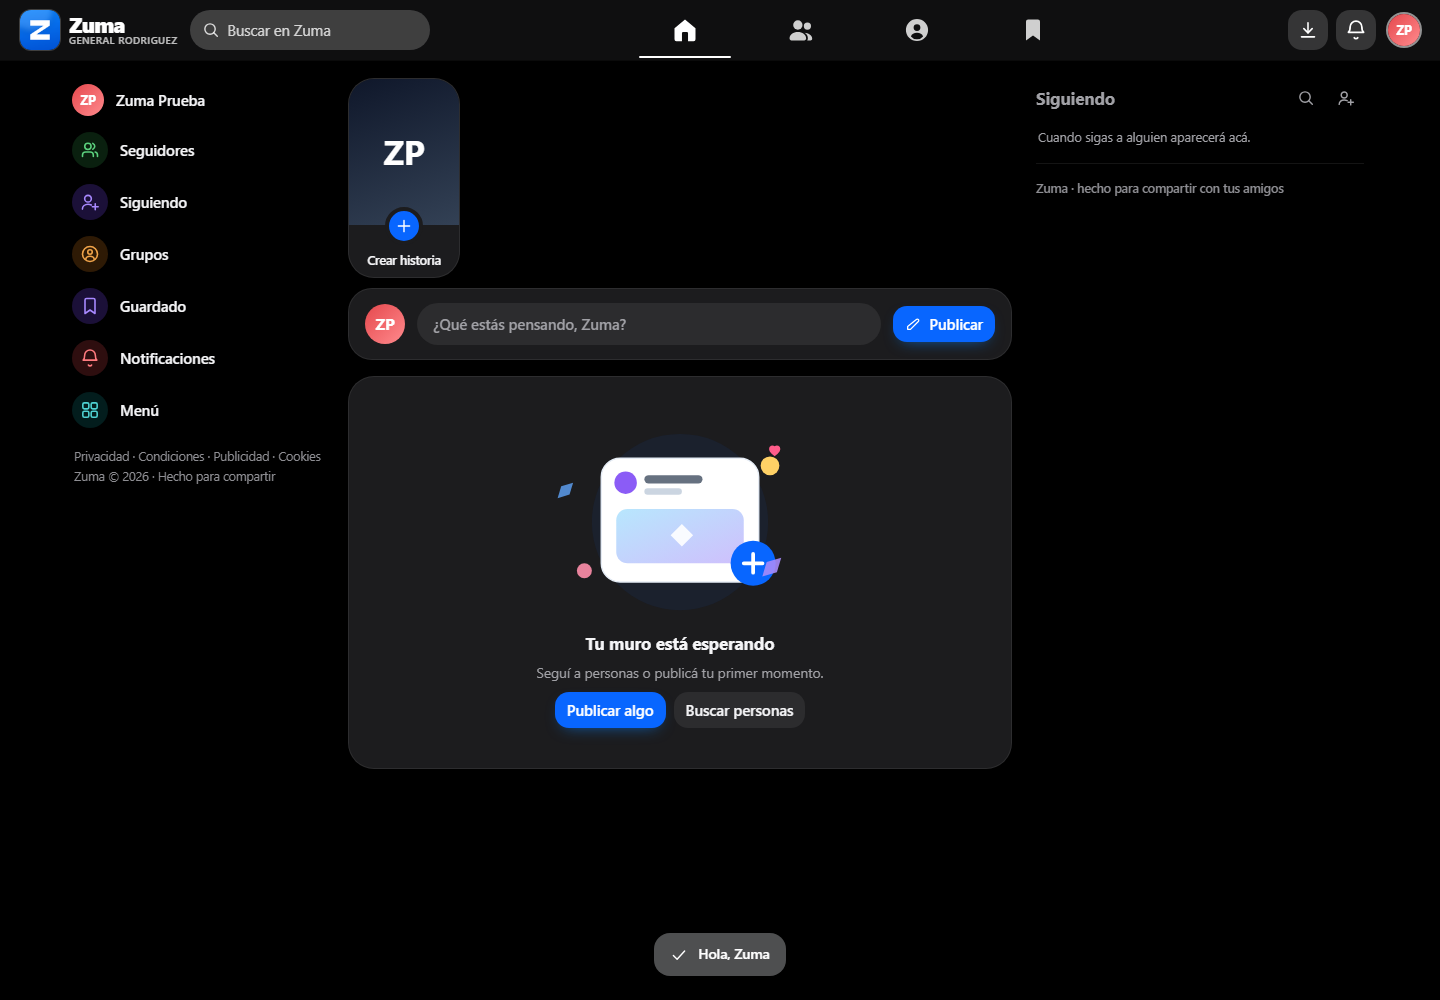 Zuma
GENERAL RODRIGUEZ
Buscar en Zuma
ZP
ZP
Zuma Prueba
Seguidores
Siguiendo
Grupos
Guardado
Notificaciones
Menú
Privacidad · Condiciones · Publicidad · Cookies
Zuma © 2026 · Hecho para compartir
ZP
Crear historia
ZP
¿Qué estás pensando, Zuma?
Publicar
Tu muro está esperando
Seguí a personas o publicá tu primer momento.
Publicar algo
Buscar personas
Siguiendo
Cuando sigas a alguien aparecerá acá.
Zuma · hecho para compartir con tus amigos
Hola, Zuma